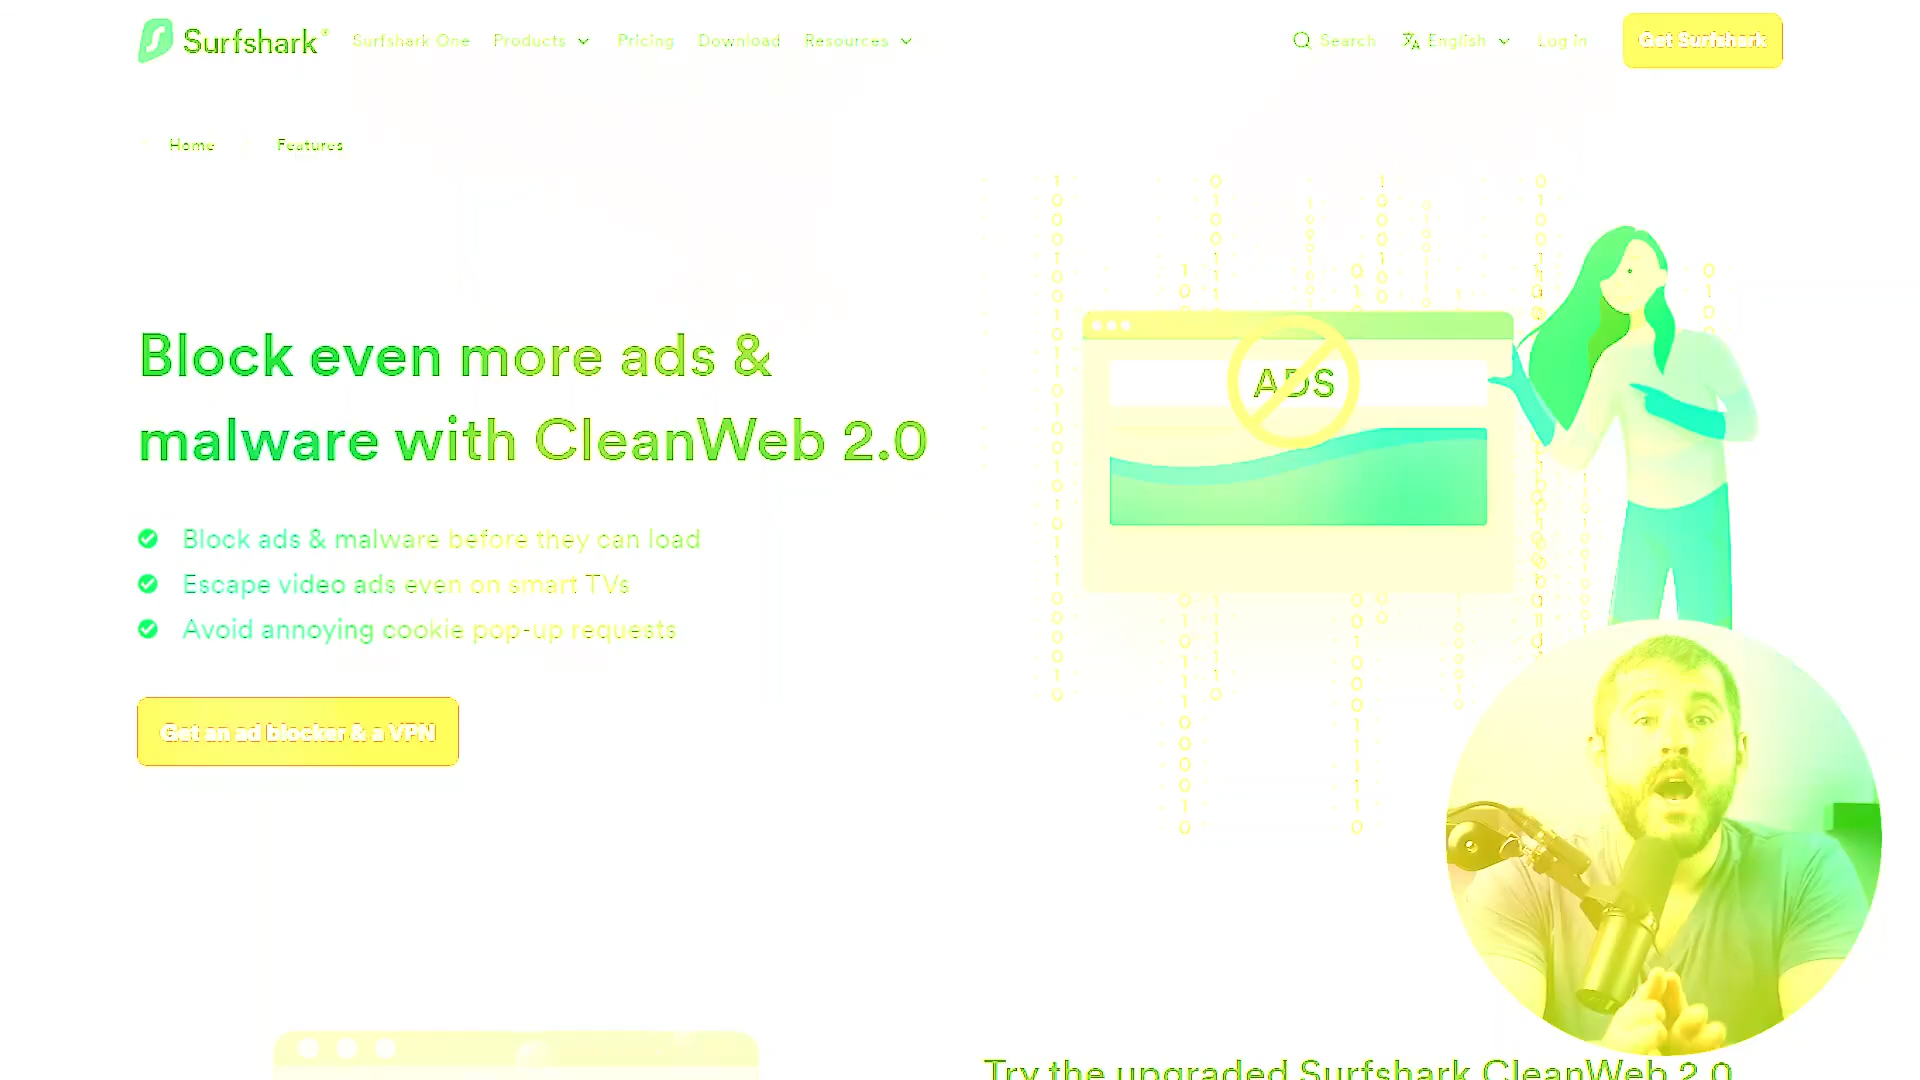 Surfshark®
Surfshark One
Products
Pricing
Download
Resources
Search
English
Log in
Get Surfshark
Home
Features
Block even more ads &
malware with CleanWeb 2.0
Block ads & malware before they can load
Escape video ads even on smart TVs
Avoid annoying cookie pop-up requests
Get an ad blocker & a VPN
ADS
Try the upgraded Surfshark CleanWeb 2.0